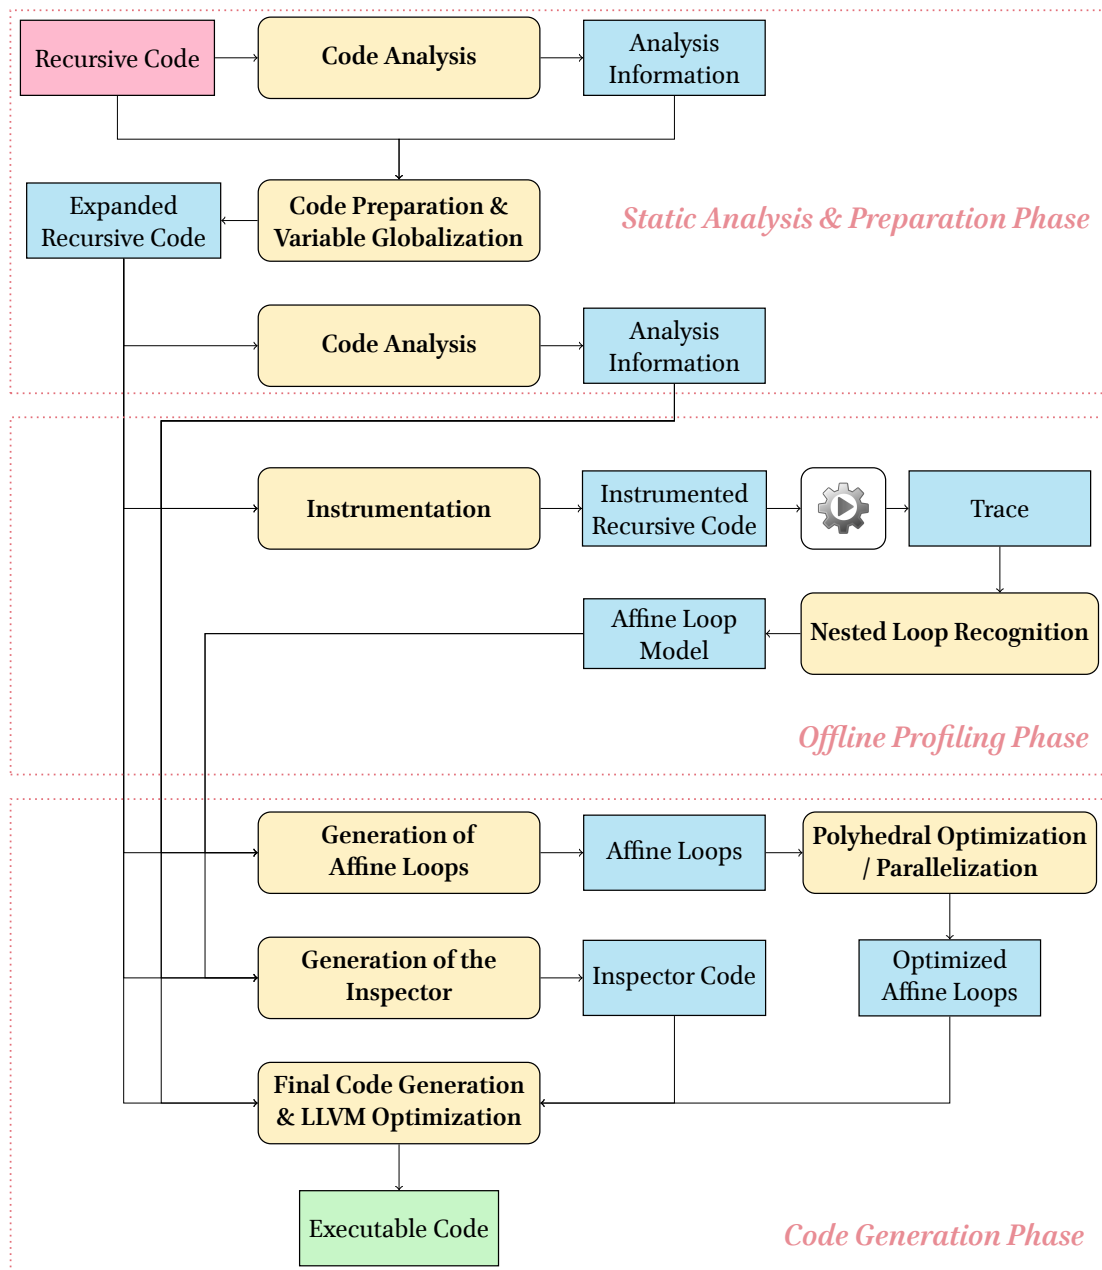 Recursive Code
Code Analysis
Analysis
Information
Expanded
Recursive Code
Code Preparation &
Variable Globalization
Static Analysis & Preparation Phase
Code Analysis
Analysis
Information
Instrumentation
Instrumented
Recursive Code
Trace
Affine Loop
Model
Nested Loop Recognition
Offline Profiling Phase
Generation of
Affine Loops
Affine Loops
Polyhedral Optimization
/ Parallelization
Generation of the
Inspector
Inspector Code
Optimized
Affine Loops
Final Code Generation
& LLVM Optimization
Executable Code
Code Generation Phase